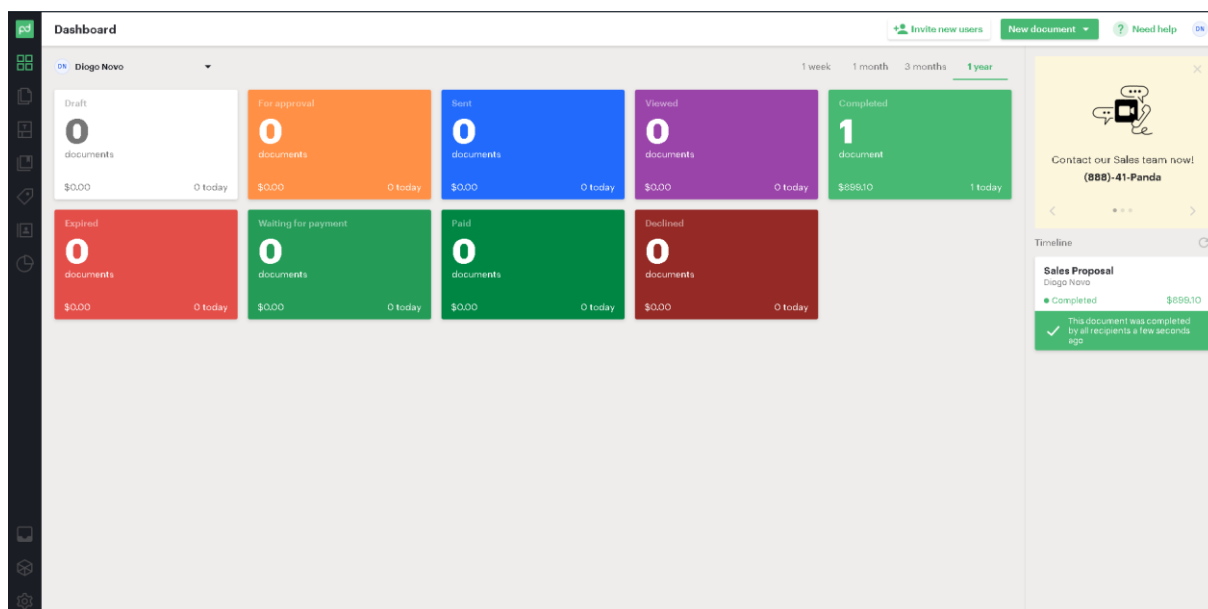 pd
Dashboard
Invite new users
New document
? Need help
DN
DN Diogo Novo
1 week 1 month 3 months 1 year
Draft
0
documents
$0.00 0 today
For approval
0
documents
$0.00 0 today
Sent
0
documents
$0.00 0 today
Viewed
0
documents
$0.00 0 today
Completed
1
document
$699.10 1 today
Expired
0
documents
$0.00 0 today
Waiting for payment
0
documents
$0.00 0 today
Paid
0
documents
$0.00 0 today
Declined
0
documents
$0.00 0 today
Contact our Sales team now!
(888)-41-Panda
Timeline
Sales Proposal
Diogo Novo
Completed $699.10
This document was completed
by all recipients a few seconds
ago